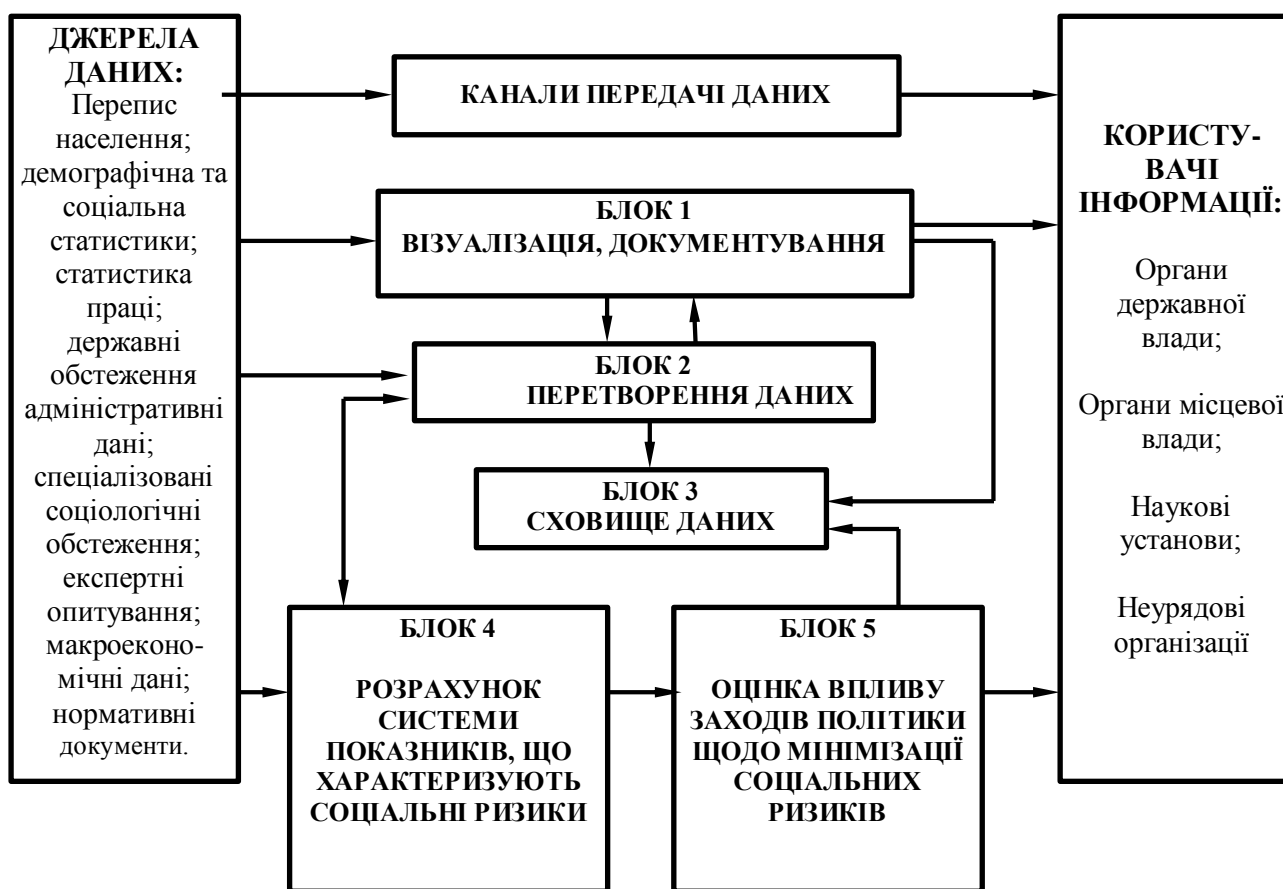 ДЖЕРЕЛА
ДАНИХ:
Перепис
населення;
демографічна та
соціальна
статистики;
статистика
праці;
державні
обстеження
адміністративні
дані;
спеціалізовані
соціологічні
обстеження;
експертні
опитування;
макроеконо-
мічні дані;
нормативні
документи.
КАНАЛИ ПЕРЕДАЧІ ДАНИХ
БЛОК 1
ВІЗУАЛІЗАЦІЯ, ДОКУМЕНТУВАННЯ
БЛОК 2
ПЕРЕТВОРЕННЯ ДАНИХ
БЛОК 3
СХОВИЩЕ ДАНИХ
БЛОК 4
РОЗРАХУНОК
СИСТЕМИ
ПОКАЗНИКІВ, ЩО
ХАРАКТЕРИЗУЮТЬ
СОЦІАЛЬНІ РИЗИКИ
БЛОК 5
ОЦІНКА ВПЛИВУ
ЗАХОДІВ ПОЛІТИКИ
ЩОДО МІНІМІЗАЦІЇ
СОЦІАЛЬНИХ
РИЗИКІВ
КОРИСТУ-
ВАЧІ
ІНФОРМАЦІЇ:
Органи
державної
влади;
Органи місцевої
влади;
Наукові
установи;
Неурядові
організації